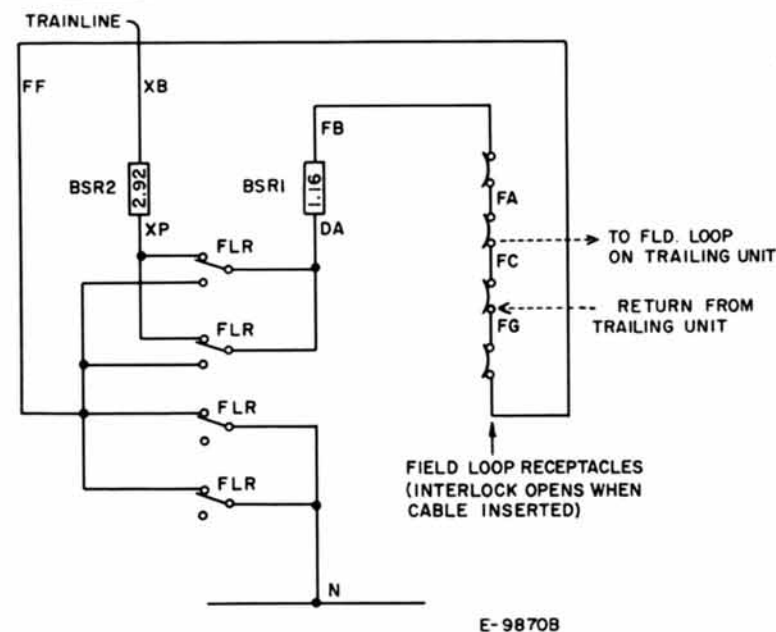 TRAINLINE
FF
XB
FB
BSR2
2.92
BSR1
1.16
FA
XP
DA
FLR
TO FLD. LOOP
ON TRAILING UNIT
FC
RETURN FROM
TRAILING UNIT
FG
FLR
FLR
FLR
FIELD LOOP RECEPTACLES
(INTERLOCK OPENS WHEN
CABLE INSERTED)
N
E-9870B